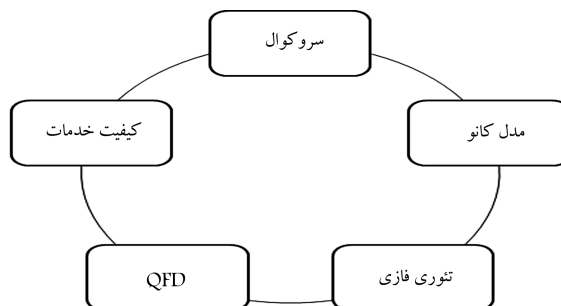 سروکوال
مدل کانو
کیفیت خدمات
تئوری فازی
QFD